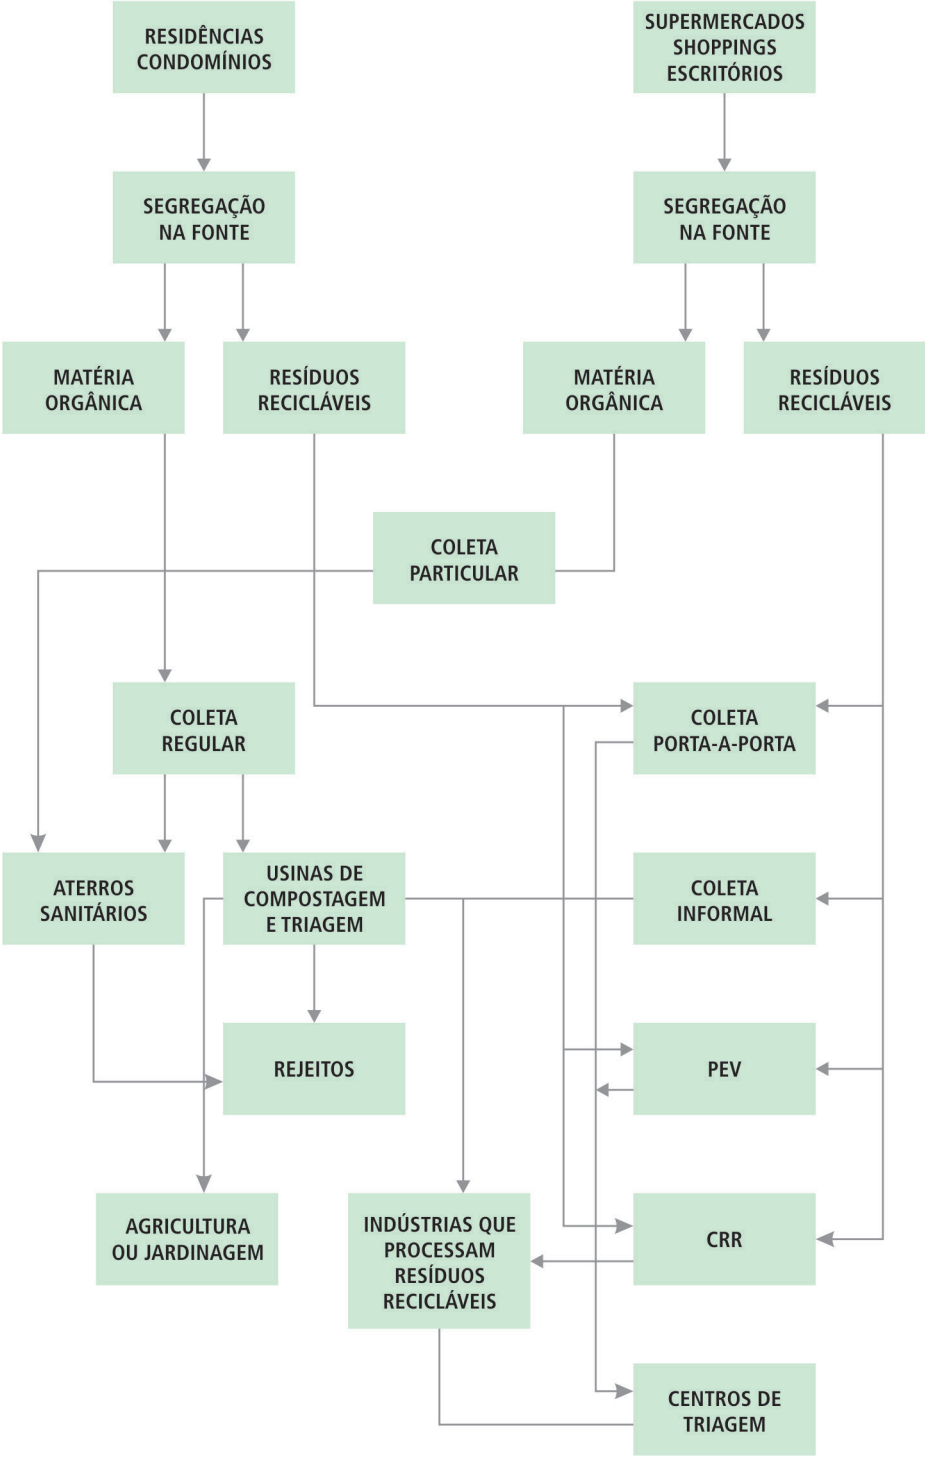 RESIDÊNCIAS
CONDOMÍNIOS
SUPERMERCADOS
SHOPPINGS
ESCRITÓRIOS
SEGREGAÇÃO
NA FONTE
SEGREGAÇÃO
NA FONTE
MATÉRIA
ORGÂNICA
RESÍDUOS
RECICLÁVEIS
MATÉRIA
ORGÂNICA
RESÍDUOS
RECICLÁVEIS
COLETA
PARTICULAR
COLETA
REGULAR
COLETA
PORTA-A-PORTA
ATERROS
SANITÁRIOS
USINAS DE
COMPOSTAGEM
E TRIAGEM
COLETA
INFORMAL
REJEITOS
PEV
AGRICULTURA
OU JARDINAGEM
INDÚSTRIAS QUE
PROCESSAM
RESÍDUOS
RECICLÁVEIS
CRR
CENTROS DE
TRIAGEM